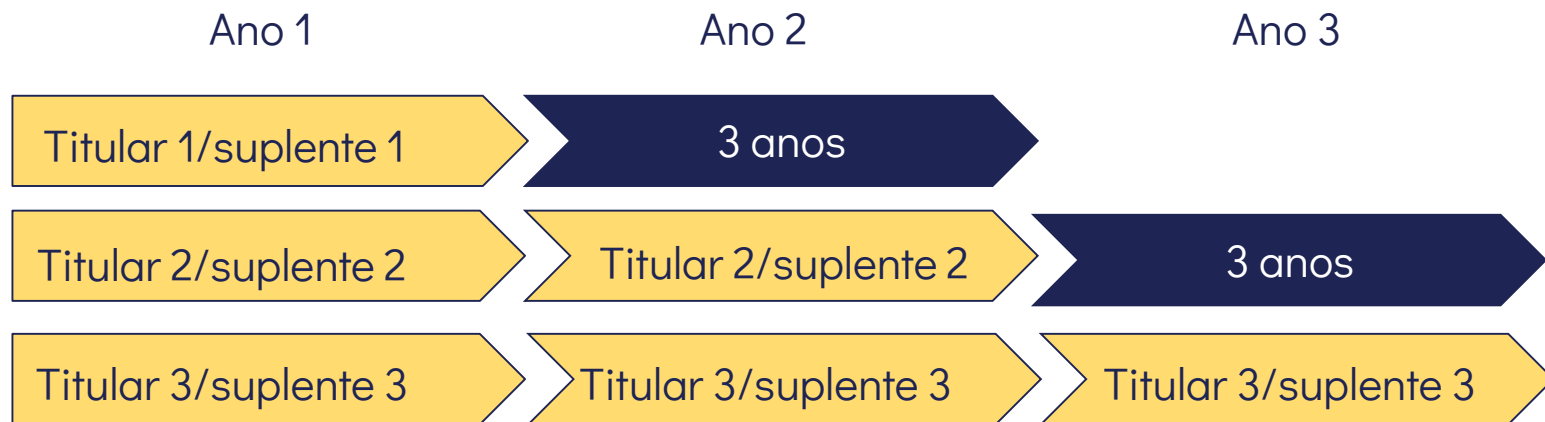 Ano 1 Ano 2 Ano 3
Titular 1/suplente 1 3 anos
Titular 2/suplente 2 Titular 2/suplente 2 3 anos
Titular 3/suplente 3 Titular 3/suplente 3 Titular 3/suplente 3